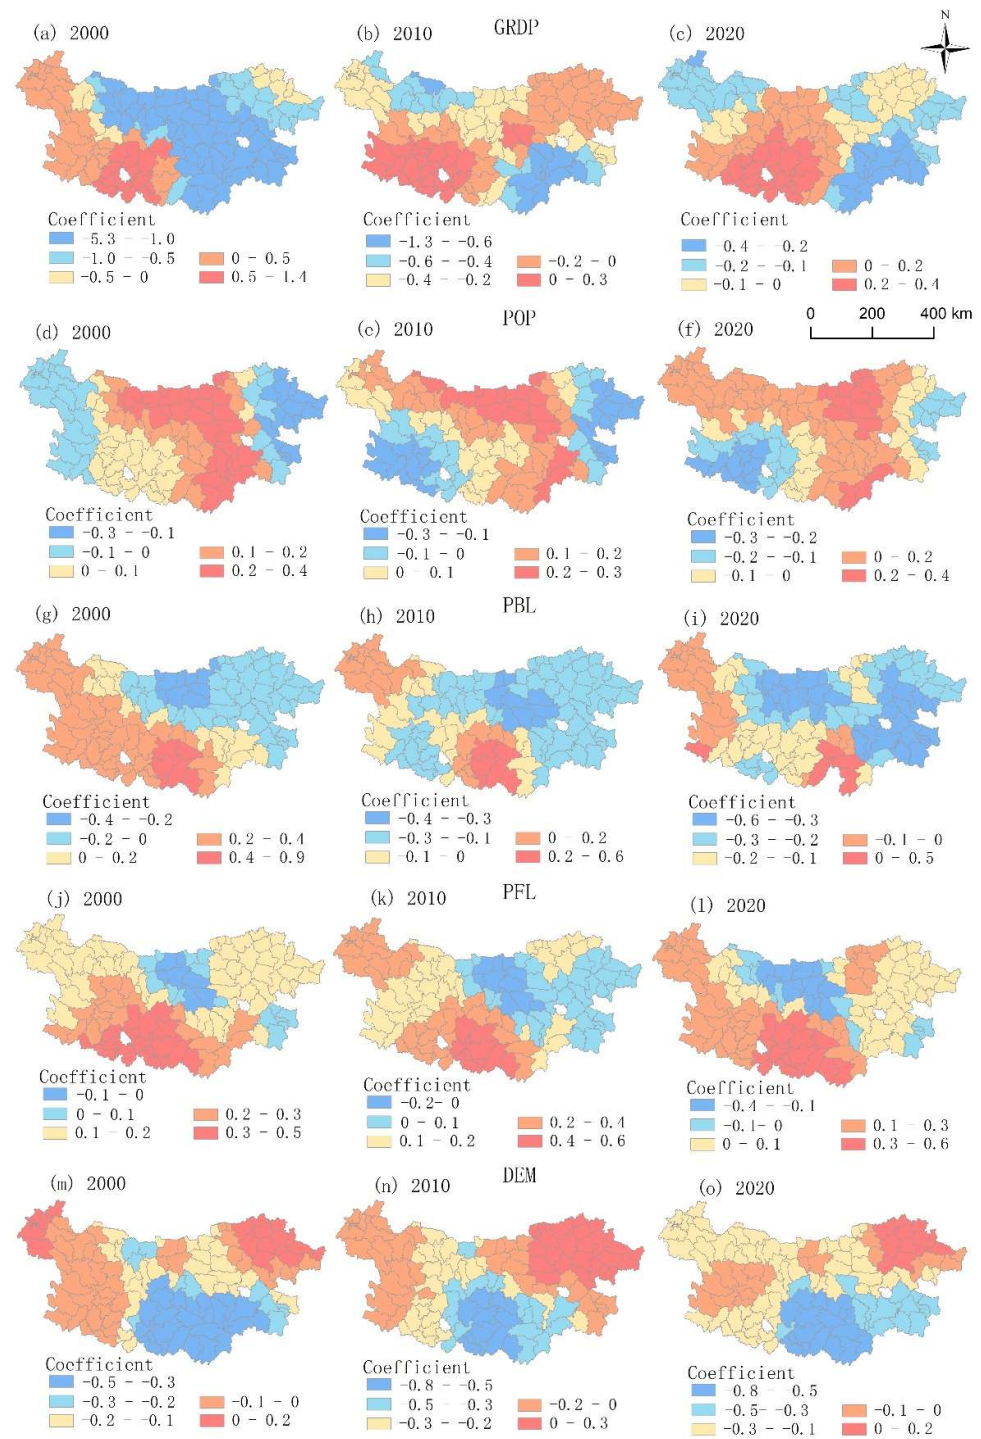 (a) 2000
(b) 2010
GRDP
(c) 2020
N
Coefficient
-5.3 - -1.0
-1.0 - -0.5
0 - 0.5
-0.5 - 0
0.5 - 1.4
Coefficient
-1.3 - -0.6
-0.6 - -0.4
-0.2 - 0
-0.4 - -0.2
0 - 0.3
Coefficient
-0.4 - -0.2
-0.2 - -0.1
0 - 0.2
-0.1 - 0
0.2 - 0.4
0 200 400 km
(d) 2000
(e) 2010
POP
(f) 2020
Coefficient
-0.3 - -0.1
-0.1 - 0
0.1 - 0.2
0 - 0.1
0.2 - 0.4
Coefficient
-0.3 - -0.1
-0.1 - 0
0.1 - 0.2
0 - 0.1
0.2 - 0.3
Coefficient
-0.3 - -0.2
-0.2 - -0.1
0 - 0.2
-0.1 - 0
0.2 - 0.4
(g) 2000
(h) 2010
PBL
(i) 2020
Coefficient
-0.4 - -0.2
-0.2 - 0
0.2 - 0.4
0 - 0.2
0.4 - 0.9
Coefficient
-0.4 - -0.3
-0.3 - -0.1
0 - 0.2
-0.1 - 0
0.2 - 0.6
Coefficient
-0.6 - -0.3
-0.3 - -0.2
-0.1 - 0
-0.2 - -0.1
0 - 0.5
(j) 2000
(k) 2010
PFL
(l) 2020
Coefficient
-0.1 - 0
0 - 0.1
0.2 - 0.3
0.1 - 0.2
0.3 - 0.5
Coefficient
-0.2- 0
0 - 0.1
0.2 - 0.4
0.1 - 0.2
0.4 - 0.6
Coefficient
-0.4 - -0.1
-0.1- 0
0.1 - 0.3
0 - 0.1
0.3 - 0.6
(m) 2000
(n) 2010
DEM
(o) 2020
Coefficient
-0.5 - -0.3
-0.3 - -0.2
-0.1 - 0
-0.2 - -0.1
0 - 0.2
Coefficient
-0.8 - -0.5
-0.5 - -0.3
-0.2 - 0
-0.3 - -0.2
0 - 0.3
Coefficient
-0.8 - -0.5
-0.5- -0.3
-0.1 - 0
-0.3 - -0.1
0 - 0.2